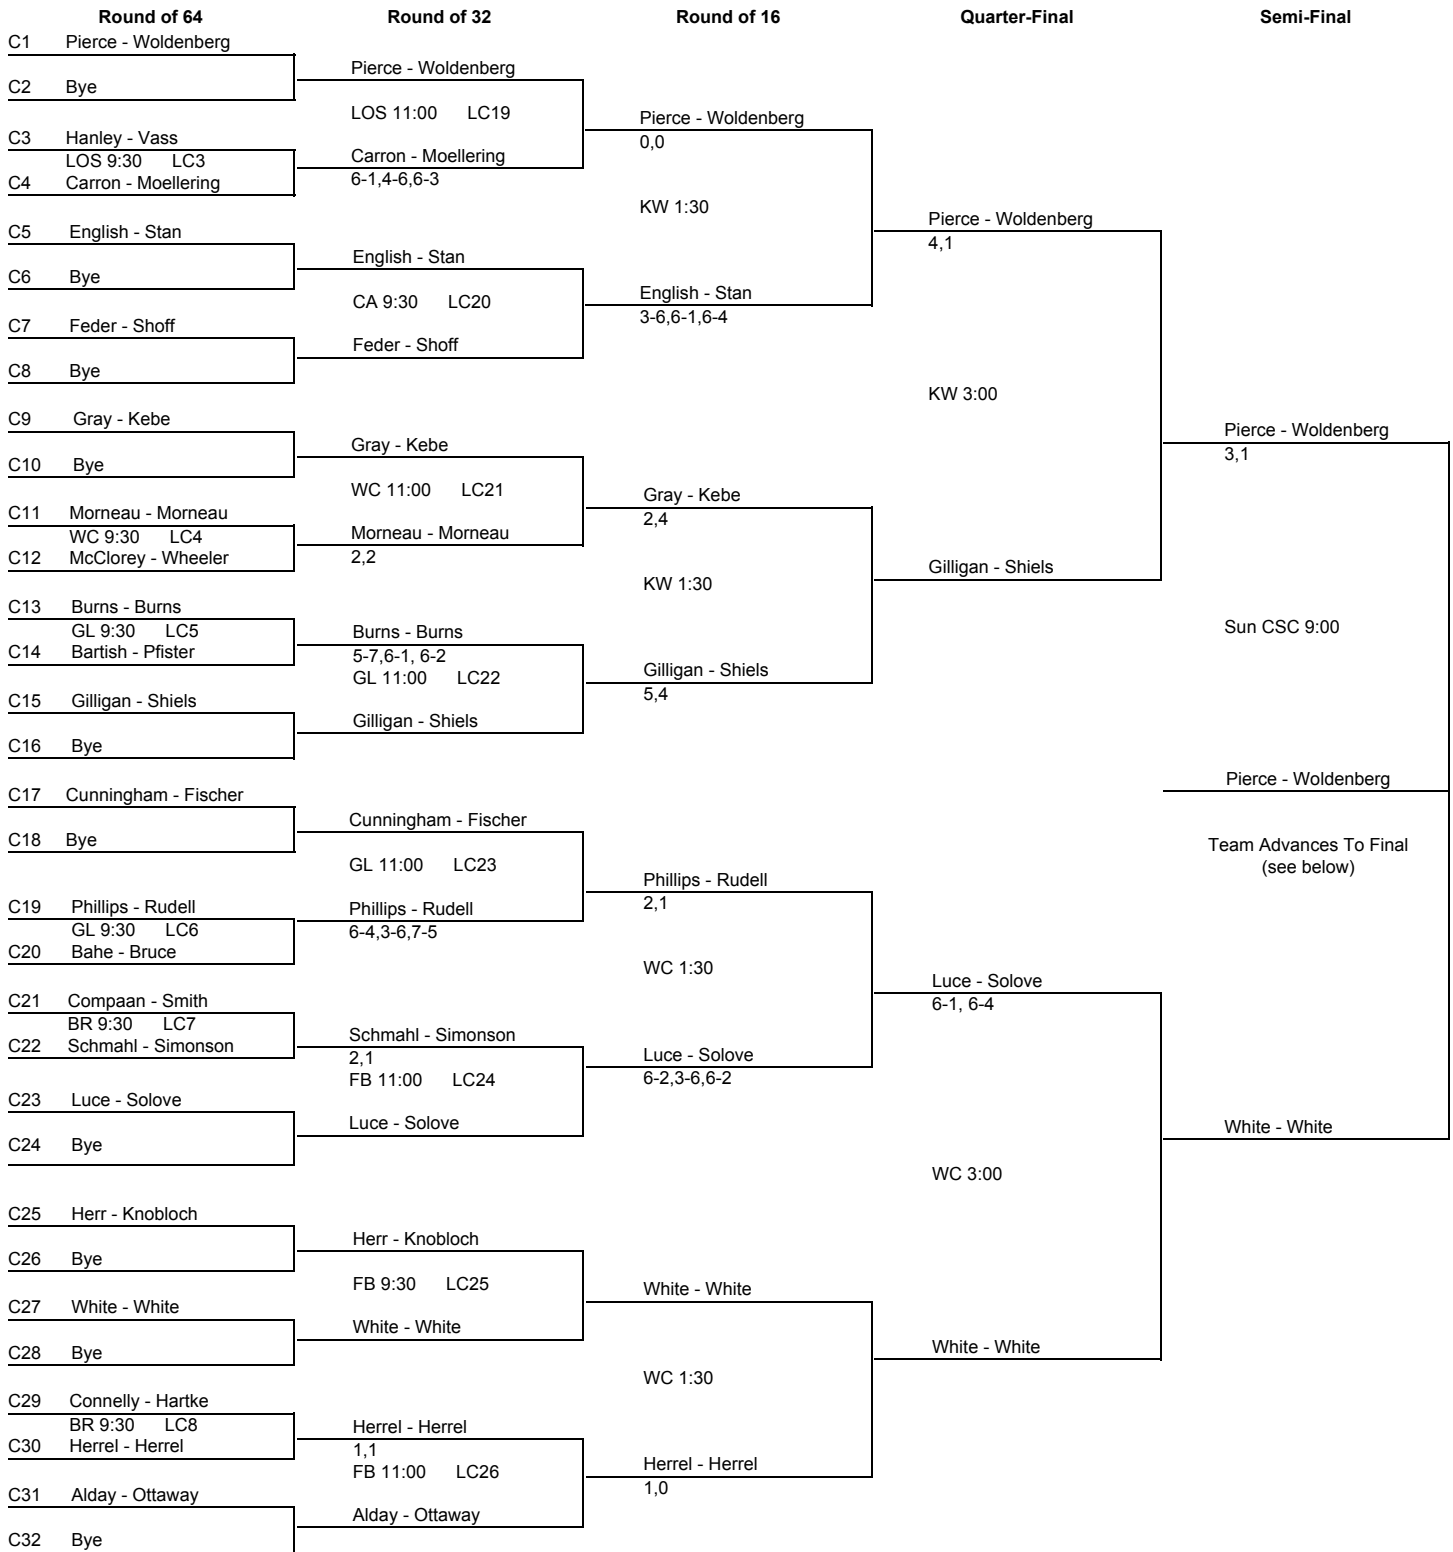 Round of 64 Round of 32 Round of 16 Quarter-Final Semi-Final
C1 Pierce - Woldenberg
Pierce - Woldenberg
C2 Bye
LOS 11:00 LC19
Pierce - Woldenberg
C3 Hanley - Vass
0,0
LOS 9:30 LC3
Carron - Moellering
C4 Carron - Moellering
6-1,4-6,6-3
KW 1:30
Pierce - Woldenberg
C5 English - Stan
4,1
English - Stan
C6 Bye
English - Stan
CA 9:30 LC20
3-6,6-1,6-4
C7 Feder - Shoff
Feder - Shoff
C8 Bye
KW 3:00
C9 Gray - Kebe
Pierce - Woldenberg
Gray - Kebe
3,1
C10 Bye
WC 11:00 LC21
Gray - Kebe
C11 Morneau - Morneau
2,4
WC 9:30 LC4
Morneau - Morneau
C12 McClorey - Wheeler
2,2
Gilligan - Shiels
KW 1:30
C13 Burns - Burns
Sun CSC 9:00
GL 9:30 LC5
Burns - Burns
C14 Bartish - Pfister
5-7,6-1, 6-2
Gilligan - Shiels
GL 11:00 LC22
5,4
C15 Gilligan - Shiels
Gilligan - Shiels
C16 Bye
Pierce - Woldenberg
C17 Cunningham - Fischer
Cunningham - Fischer
C18 Bye
Team Advances To Final
GL 11:00 LC23
(see below)
Phillips - Rudell
2,1
C19 Phillips - Rudell
Phillips - Rudell
GL 9:30 LC6
6-4,3-6,7-5
C20 Bahe - Bruce
WC 1:30
Luce - Solove
C21 Compaan - Smith
6-1, 6-4
BR 9:30 LC7
Schmahl - Simonson
C22 Schmahl - Simonson
2,1
Luce - Solove
FB 11:00 LC24
6-2,3-6,6-2
C23 Luce - Solove
Luce - Solove
White - White
C24 Bye
WC 3:00
C25 Herr - Knobloch
Herr - Knobloch
C26 Bye
FB 9:30 LC25
White - White
C27 White - White
White - White
White - White
C28 Bye
WC 1:30
C29 Connelly - Hartke
BR 9:30 LC8
Herrel - Herrel
C30 Herrel - Herrel
1,1
Herrel - Herrel
FB 11:00 LC26
1,0
C31 Alday - Ottaway
Alday - Ottaway
C32 Bye